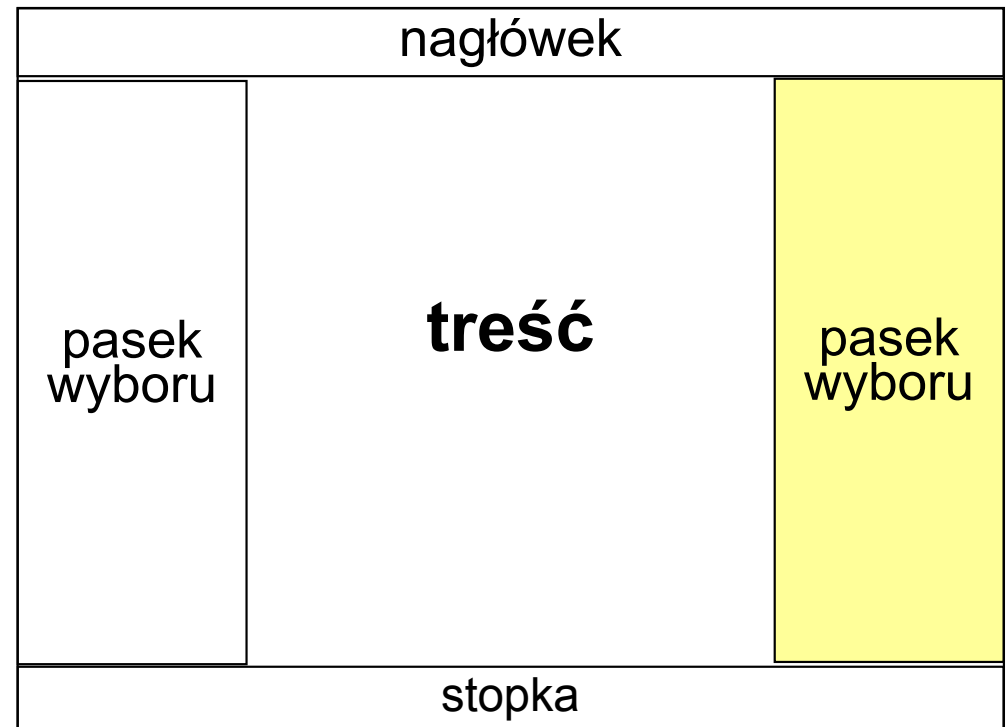 nagłówek
pasek
wyboru
treść
pasek
wyboru
stopka